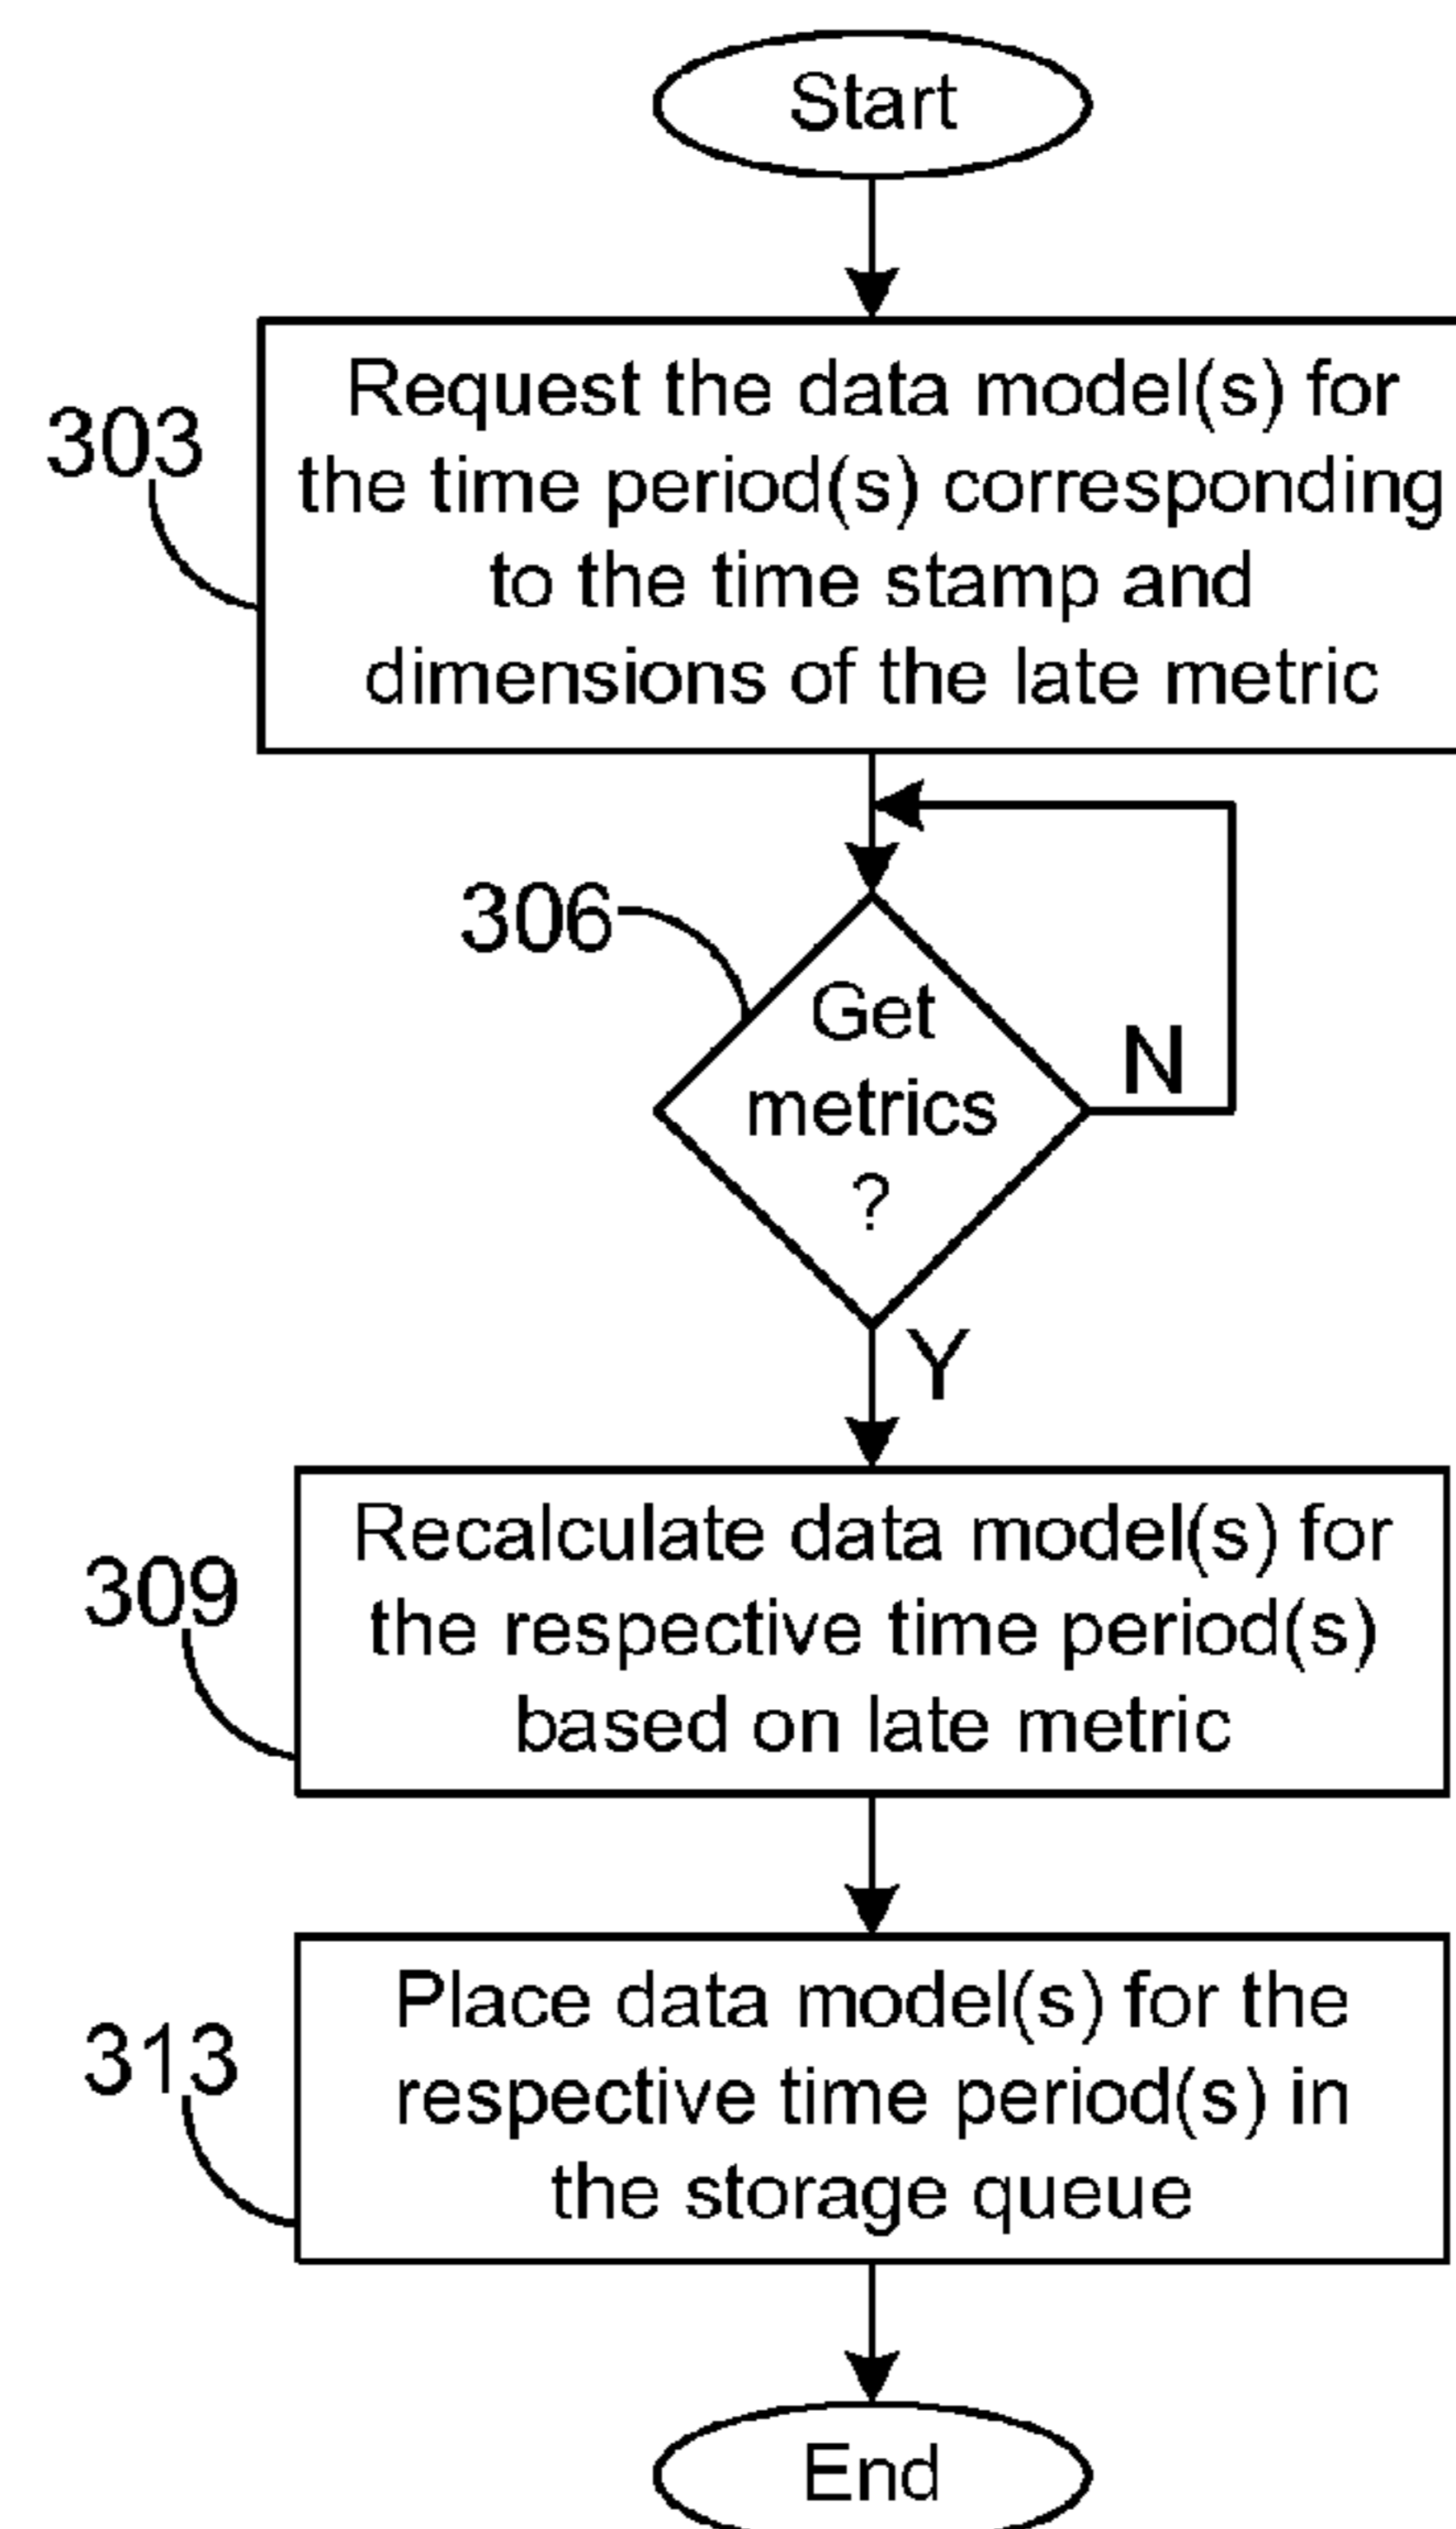 Start
303
Request the data model(s) for
the time period(s) corresponding
to the time stamp and
dimensions of the late metric
306
Get
metrics
?
N
Y
309
Recalculate data model(s) for
the respective time period(s)
based on late metric
313
Place data model(s) for the
respective time period(s) in
the storage queue
End